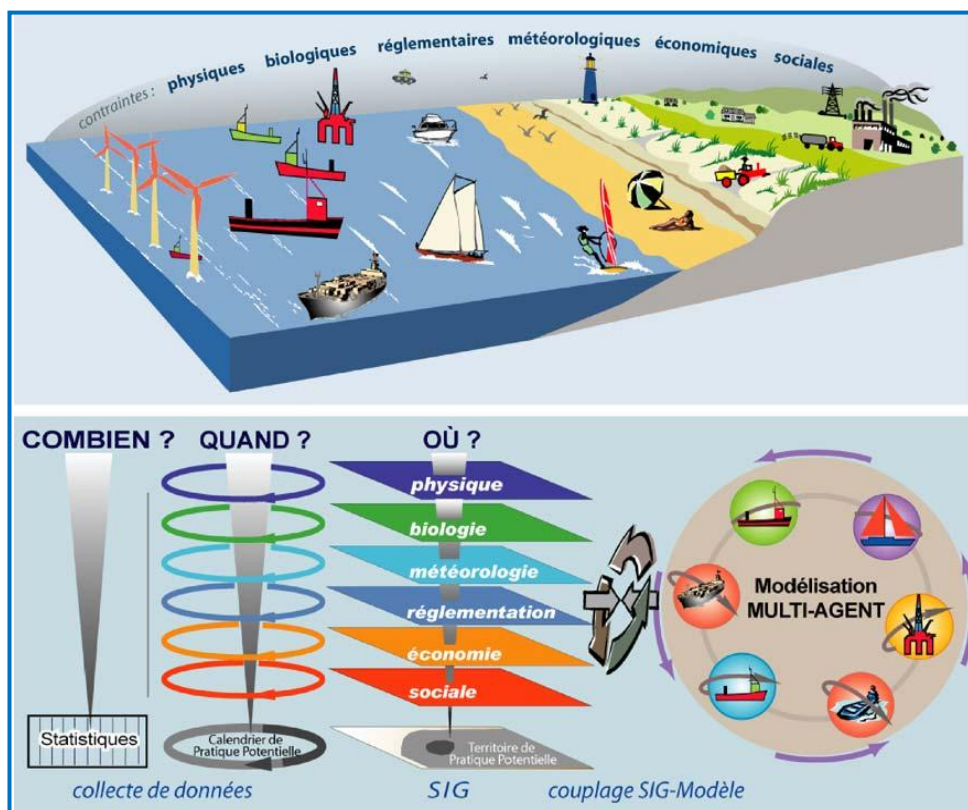 contraintes : physiques biologiques réglementaires météorologiques économiques sociales
COMBIEN ? QUAND ? OÙ ?
physique
biologie
météorologie
réglementation
économie
sociale
Modélisation
MULTI-AGENT
Statistiques
Calendrier de
Pratique Potentielle
Territoire de
Pratique Potentielle
collecte de données SIG couplage SIG-Modèle